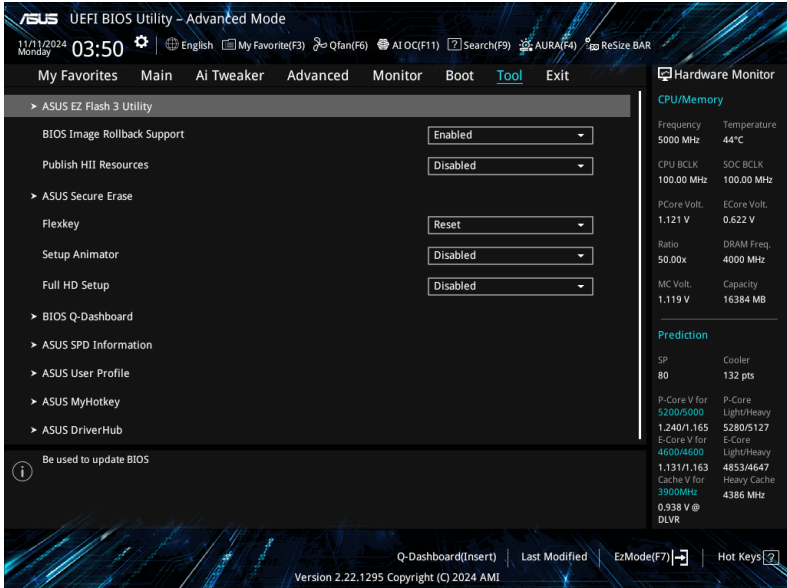 ASUS UEFI BIOS Utility – Advanced Mode
11/11/2024 Monday 03:50 English My Favorite(F3) Qfan(F6) AI OC(F11) ? Search(F9) AURA(F4) ReSize BAR
My Favorites Main Ai Tweaker Advanced Monitor Boot Tool Exit
> ASUS EZ Flash 3 Utility
BIOS Image Rollback Support Enabled
Publish HII Resources Disabled
> ASUS Secure Erase
Flexkey Reset
Setup Animator Disabled
Full HD Setup Disabled
> BIOS Q-Dashboard
> ASUS SPD Information
> ASUS User Profile
> ASUS MyHotkey
> ASUS DriverHub
i Be used to update BIOS
Hardware Monitor
CPU/Memory
Frequency Temperature
5000 MHz 44°C
CPU BCLK SOC BCLK
100.00 MHz 100.00 MHz
PCore Volt. ECore Volt.
1.121 V 0.622 V
Ratio DRAM Freq.
50.00x 4000 MHz
MC Volt. Capacity
1.119 V 16384 MB
Prediction
SP Cooler
80 132 pts
P-Core V for P-Core
5200/5000 Light/Heavy
1.240/1.165 5280/5127
E-Core V for E-Core
4600/4600 Light/Heavy
1.131/1.163 4853/4647
Cache V for Heavy Cache
3900MHz 4386 MHz
0.938 V @
DLVR
Q-Dashboard(Insert) Last Modified EzMode(F7) Hot Keys ?
Version 2.22.1295 Copyright (C) 2024 AMI